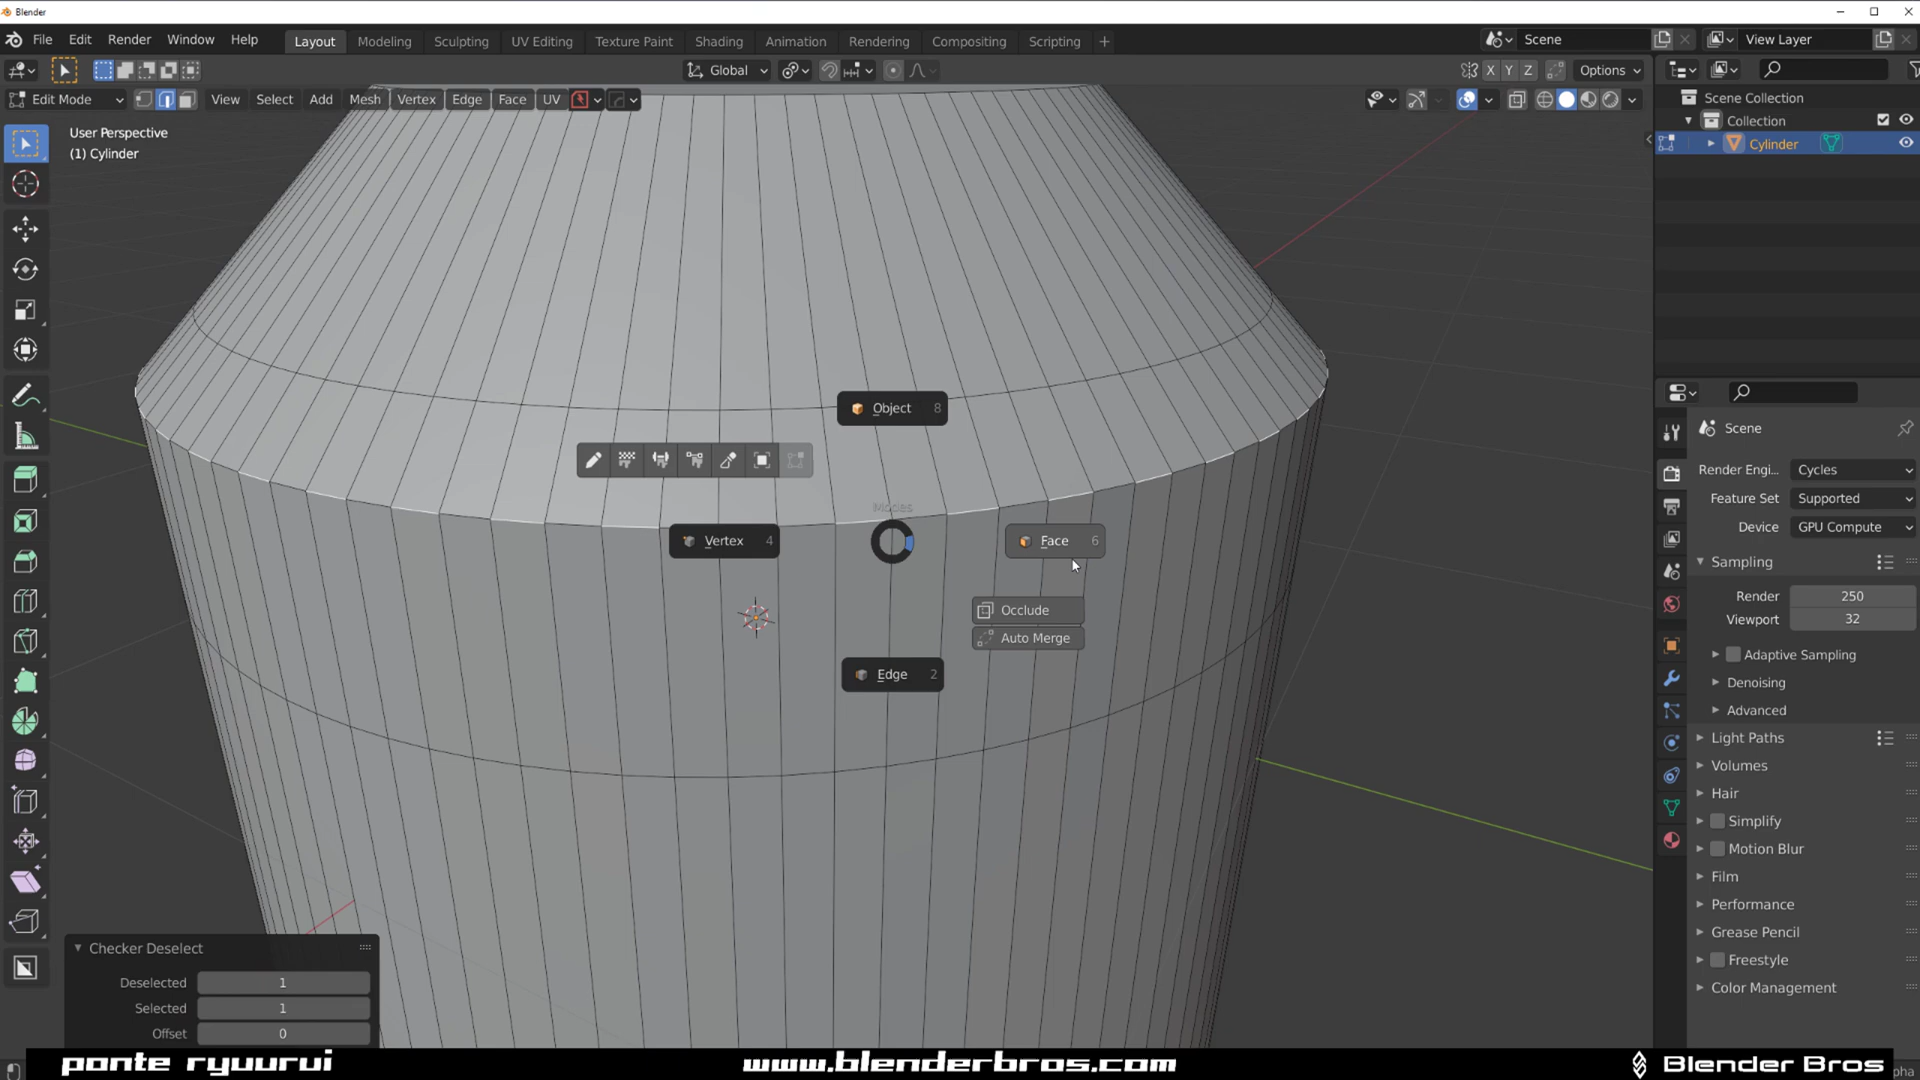 Blender
File Edit Render Window Help Layout Modeling Sculpting UV Editing Texture Paint Shading Animation Rendering Compositing Scripting + Scene View Layer
Global X Y Z Options
Edit Mode View Select Add Mesh Vertex Edge Face UV
User Perspective
(1) Cylinder
Scene Collection
Collection
Cylinder
Object 8
Modes
Vertex 4
Face 6
Occlude
Auto Merge
Edge 2
Scene
Render Engi... Cycles
Feature Set Supported
Device GPU Compute
Sampling
Render 250
Viewport 32
Adaptive Sampling
Denoising
Advanced
Light Paths
Volumes
Hair
Simplify
Motion Blur
Film
Performance
Grease Pencil
Freestyle
Color Management
Checker Deselect
Deselected 1
Selected 1
Offset 0
ponte ryuurui
www.blenderbros.com
Blender Bros
pha